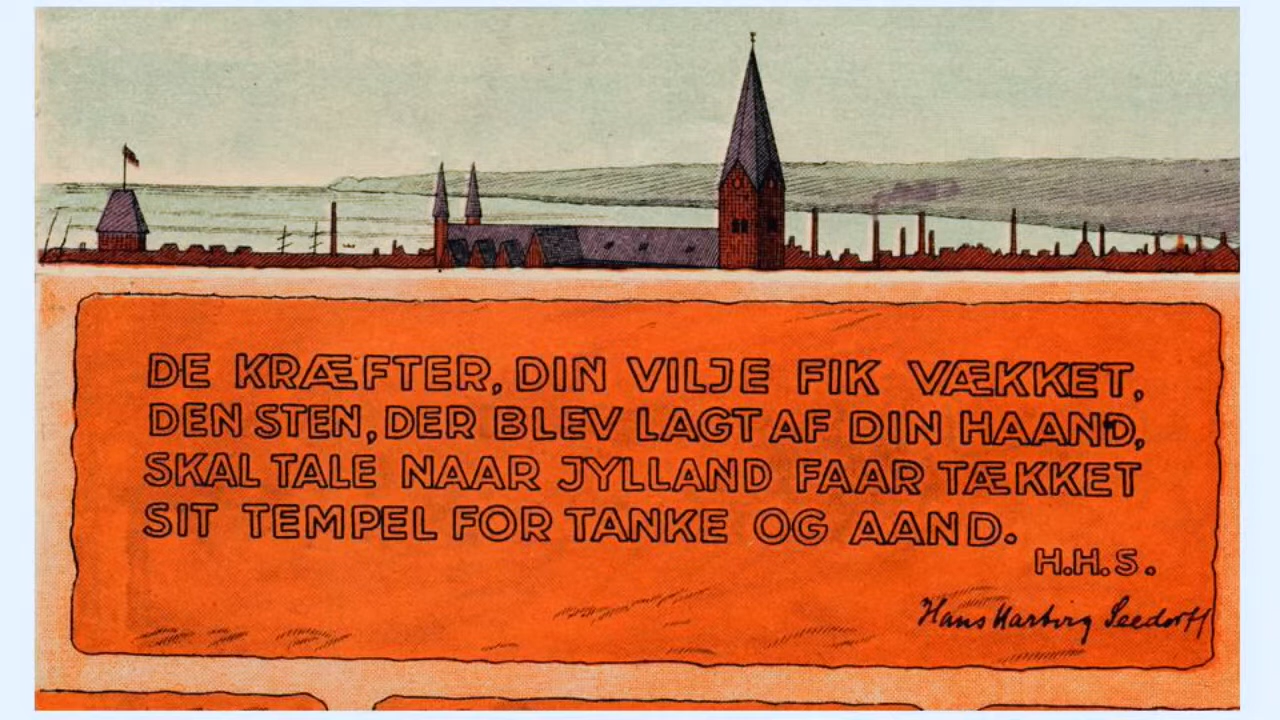 DE KRÆFTER, DIN VILJE FIK VÆKKET,
DEN STEN, DER BLEV LAGT AF DIN HAAND,
SKAL TALE NAAR JYLLAND FAAR TÆKKET
SIT TEMPEL FOR TANKE OG AAND.
H.H.S.
Hans Hartvig Seedorff